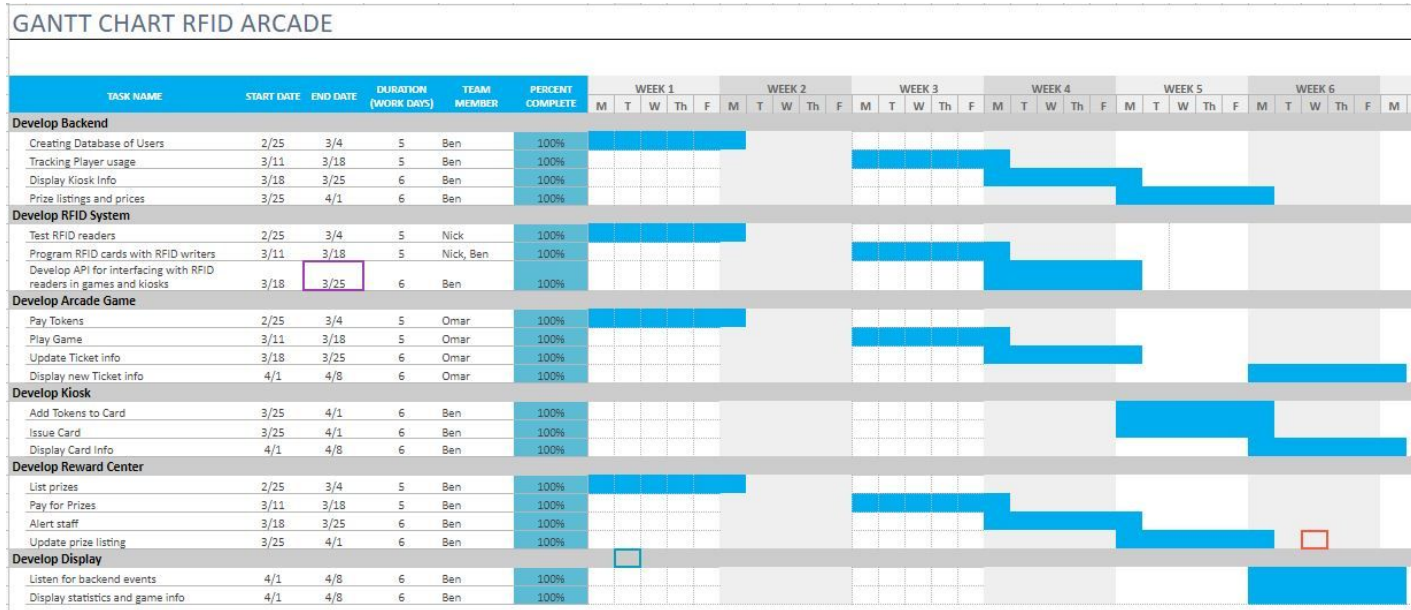 GANTT CHART RFID ARCADE
WEEK 1 WEEK 2 WEEK 3 WEEK 4 WEEK 5 WEEK 6
TASK NAME START DATE END DATE DURATION (WORK DAYS) TEAM MEMBER PERCENT COMPLETE
M T W Th F M T W Th F M T W Th F M T W Th F M T W Th F M T W Th F M
Develop Backend
Creating Database of Users 2/25 3/4 5 Ben 100%
Tracking Player usage 3/11 3/18 5 Ben 100%
Display Kiosk Info 3/18 3/25 6 Ben 100%
Prize listings and prices 3/25 4/1 6 Ben 100%
Develop RFID System
Test RFID readers 2/25 3/4 5 Nick 100%
Program RFID cards with RFID writers 3/11 3/18 5 Nick, Ben 100%
Develop API for interfacing with RFID
readers in games and kiosks 3/18 3/25 6 Ben 100%
Develop Arcade Game
Pay Tokens 2/25 3/4 5 Omar 100%
Play Game 3/11 3/18 5 Omar 100%
Update Ticket info 3/18 3/25 6 Omar 100%
Display new Ticket info 4/1 4/8 6 Omar 100%
Develop Kiosk
Add Tokens to Card 3/25 4/1 6 Ben 100%
Issue Card 3/25 4/1 6 Ben 100%
Display Card Info 4/1 4/8 6 Ben 100%
Develop Reward Center
List prizes 2/25 3/4 5 Ben 100%
Pay for Prizes 3/11 3/18 5 Ben 100%
Alert staff 3/18 3/25 6 Ben 100%
Update prize listing 3/25 4/1 6 Ben 100%
Develop Display
Listen for backend events 4/1 4/8 6 Ben 100%
Display statistics and game info 4/1 4/8 6 Ben 100%